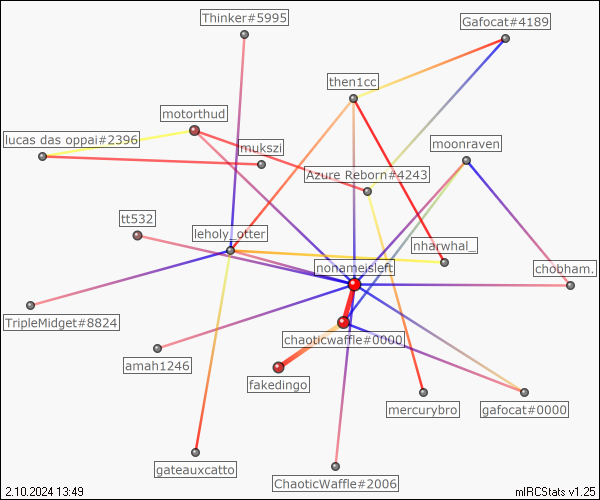 Thinker#5995
Gafocat#4189
then1cc
motorthud
lucas das oppai#2396
mukszi
moonraven
Azure Reborn#4243
tt532
leholy_otter
nharwhal_
nonameisleft
chobham.
TripleMidget#8824
chaoticwaffle#0000
amah1246
fakedingo
mercurybro
gafocat#0000
gateauxcatto
ChaoticWaffle#2006
2.10.2024 13:49
mIRCStats v1.25